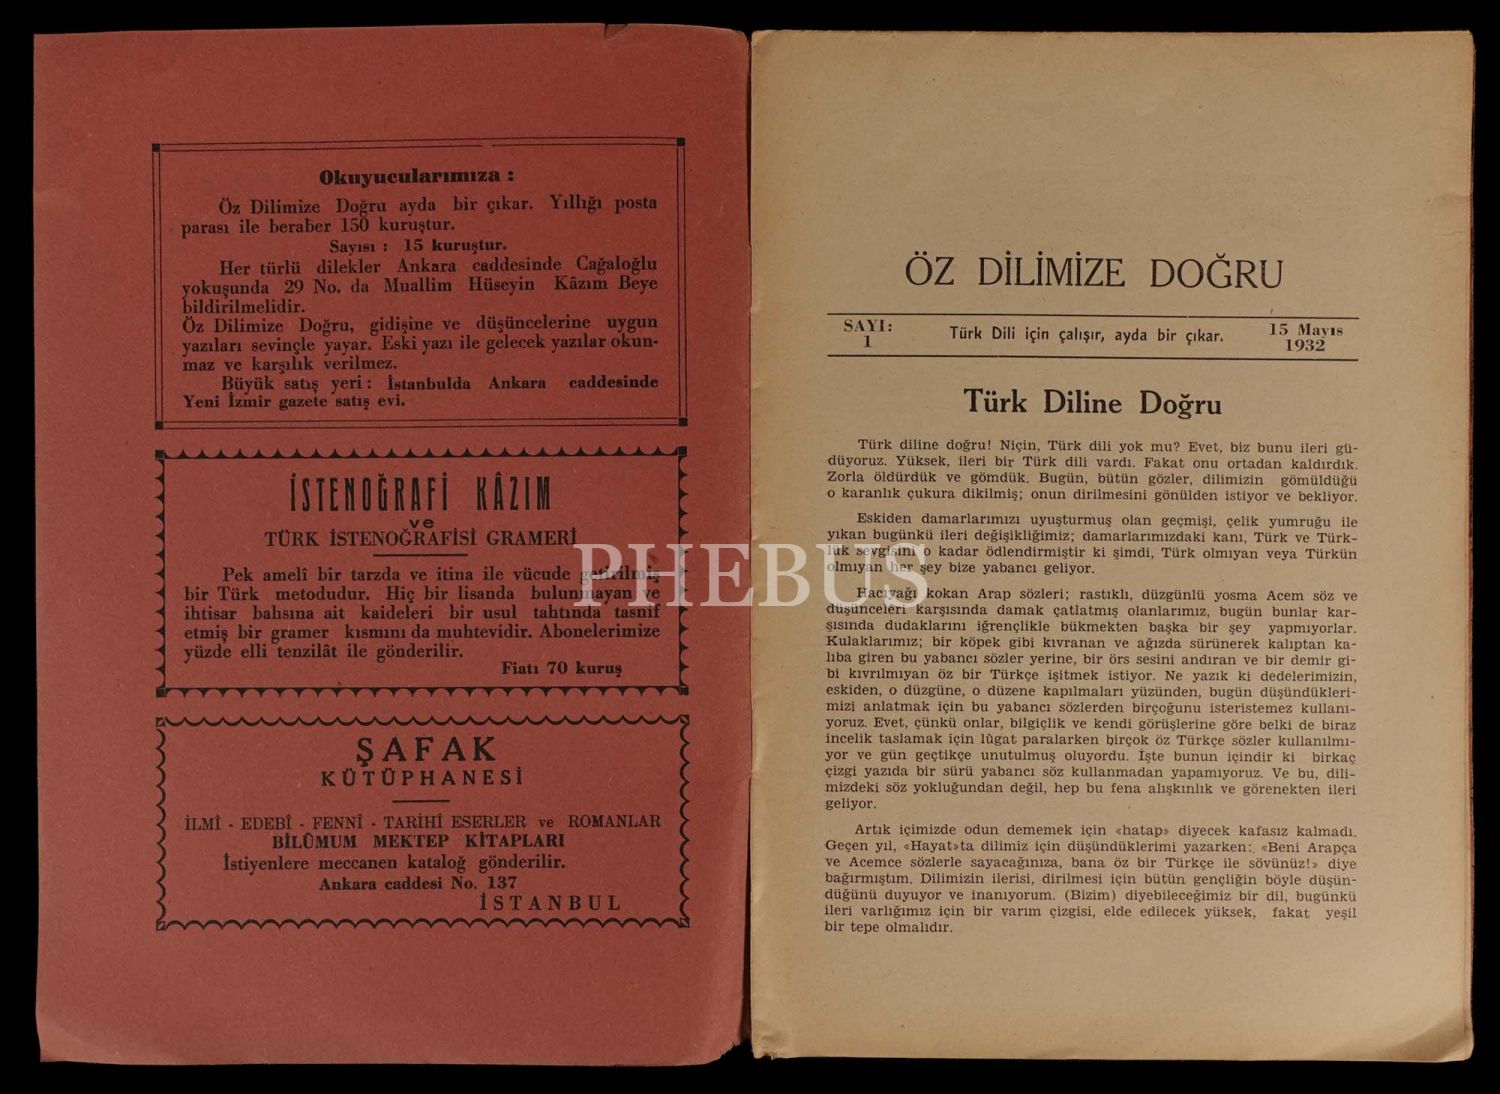 Okuyucularımıza :
Öz Dilimize Doğru ayda bir çıkar. Yıllığı posta
parası ile beraber 150 kuruştur.
Sayısı : 15 kuruştur.
Her türlü dilekler Ankara caddesinde Cağaloğlu
yokuşunda 29 No. da Muallim Hüseyin Kâzım Beye
bildirilmelidir.
Öz Dilimize Doğru, gidişine ve düşüncelerine uygun
yazıları sevinçle yayar. Eski yazı ile gelecek yazılar okun-
maz ve karşılık verilmez.
Büyük satış yeri : İstanbulda Ankara caddesinde
Yeni İzmir gazete satış evi.
İSTENOĞRAFİ KÂZIM
ve
TÜRK İSTENOĞRAFİSİ GRAMERİ
Pek amelî bir tarzda ve itina ile vücude getirilmiş
bir Türk metodudur. Hiç bir lisanda bulunmayan ve
ihtisar bahsına ait kaideleri bir usul tahtında tasnif
etmiş bir gramer kısmını da muhtevidir. Abonelerimize
yüzde elli tenzilât ile gönderilir.
Fiatı 70 kuruş
ŞAFAK
KÜTÜPHANESİ
İLMÎ - EDEBÎ - FENNÎ - TARİHÎ ESERLER ve ROMANLAR
BİLÛMUM MEKTEP KİTAPLARI
İstiyenlere meccanen kataloğ gönderilir.
Ankara caddesi No. 137
İSTANBUL
ÖZ DİLİMİZE DOĞRU
SAYI: 1
Türk Dili için çalışır, ayda bir çıkar.
15 Mayıs 1932
Türk Diline Doğru
Türk diline doğru! Niçin, Türk dili yok mu? Evet, biz bunu ileri gü-
düyoruz. Yüksek, ileri bir Türk dili vardı. Fakat onu ortadan kaldırdık.
Zorla öldürdük ve gömdük. Bugün, bütün gözler, dilimizin gömüldüğü
o karanlık çukura dikilmiş; onun dirilmesini gönülden istiyor ve bekliyor.
Eskiden damarlarımızı uyuşturmuş olan geçmişi, çelik yumruğu ile
yıkan bugünkü ileri değişikliğimiz; damarlarımızdaki kanı, Türk ve Türk-
lük sevgisini o kadar ödlendirmiştir ki şimdi, Türk olmıyan veya Türkün
olmıyan her şey bize yabancı geliyor.
Hacıyağı kokan Arap sözleri; rastıklı, düzgünlü yosma Acem söz ve
düşünceleri karşısında damak çatlatmış olanlarımız, bugün bunlar kar-
şısında dudaklarını iğrençlikle bükmekten başka bir şey yapmıyorlar.
Kulaklarımız; bir köpek gibi kıvranan ve ağızda sürünerek kalıptan ka-
lıba giren bu yabancı sözler yerine, bir örs sesini andıran ve bir demir gi-
bi kıvrılmıyan öz bir Türkçe işitmek istiyor. Ne yazık ki dedelerimizin,
eskiden, o düzgüne, o düzene kapılmaları yüzünden, bugün düşündükleri-
mizi anlatmak için bu yabancı sözlerden birçoğunu isteristemez kullanı-
yoruz. Evet, çünkü onlar, bilgiçlik ve kendi görüşlerine göre belki de biraz
incelik taslamak için lûgat paralarken birçok öz Türkçe sözler kullanılmı-
yor ve gün geçtikçe unutulmuş oluyordu. İşte bunun içindir ki birkaç
çizgi yazıda bir sürü yabancı söz kullanmadan yapamıyoruz. Ve bu, dili-
mizdeki söz yokluğundan değil, hep bu fena alışkınlık ve görenekten ileri
geliyor.
Artık içimizde odun dememek için «hatap» diyecek kafasız kalmadı.
Geçen yıl, «Hayat»ta dilimiz için düşündüklerimi yazarken: «Beni Arapça
ve Acemce sözlerle sayacağınıza, bana öz bir Türkçe ile sövünüz!» diye
bağırmıştım. Dilimizin ilerisi, dirilmesi için bütün gençliğin böyle düşün-
düğünü duyuyor ve inanıyorum. (Bizim) diyebileceğimiz bir dil, bugünkü
ileri varlığımız için bir varım çizgisi, elde edilecek yüksek, fakat yeşil
bir tepe olmalıdır.
PHEBUS